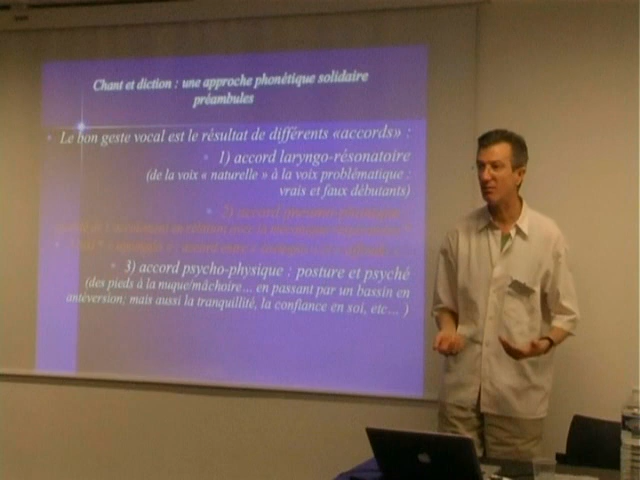 Chant et diction : une approche phonétique solidaire
préambules
• Le bon geste vocal est le résultat de différents «accords» :
• 1) accord laryngo-résonatoire
(de la voix « naturelle » à la voix problématique :
vrais et faux débutants)
• 2) accord pneumo-phonique
• 3) accord psycho-physique : posture et psyché
(des pieds à la nuque/mâchoire... en passant par un bassin en
antéversion, mais aussi la tranquillité, la confiance en soi, etc... )